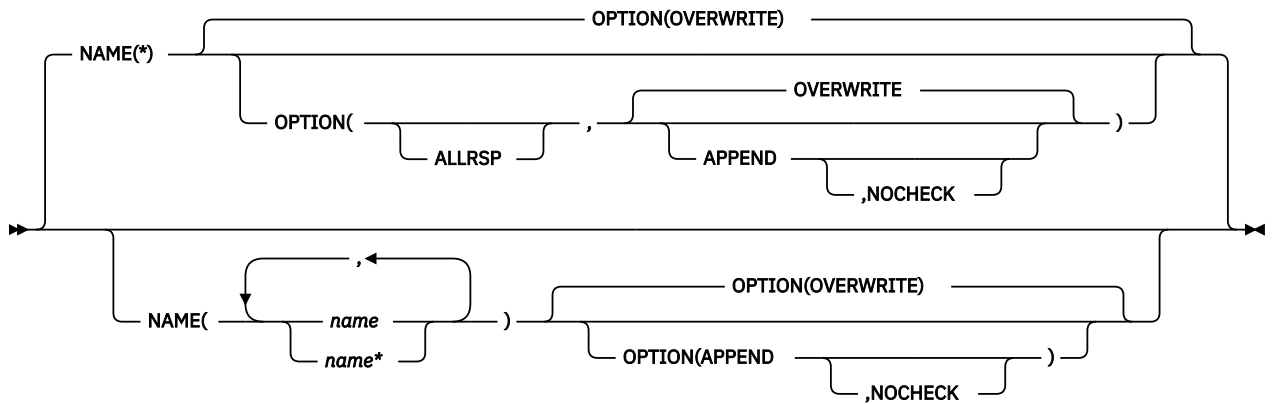 OPTION(OVERWRITE)
NAME(*)
OVERWRITE
OPTION( , )
ALLRSP APPEND
,NOCHECK
,
OPTION(OVERWRITE)
NAME( name )
name* OPTION(APPEND )
,NOCHECK